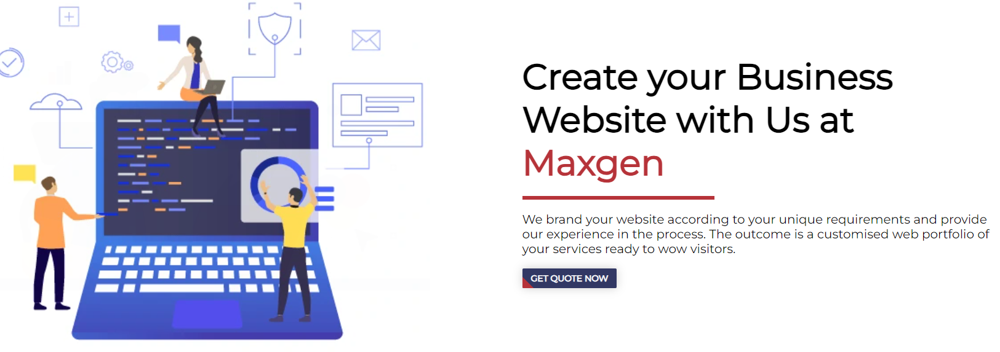 Create your Business
Website with Us at
Maxgen
We brand your website according to your unique requirements and provide
our experience in the process. The outcome is a customised web portfolio of
your services ready to wow visitors.
GET QUOTE NOW